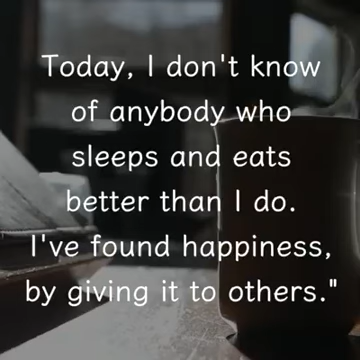 Today, I don't know
of anybody who
sleeps and eats
better than I do.
I've found happiness,
by giving it to others."